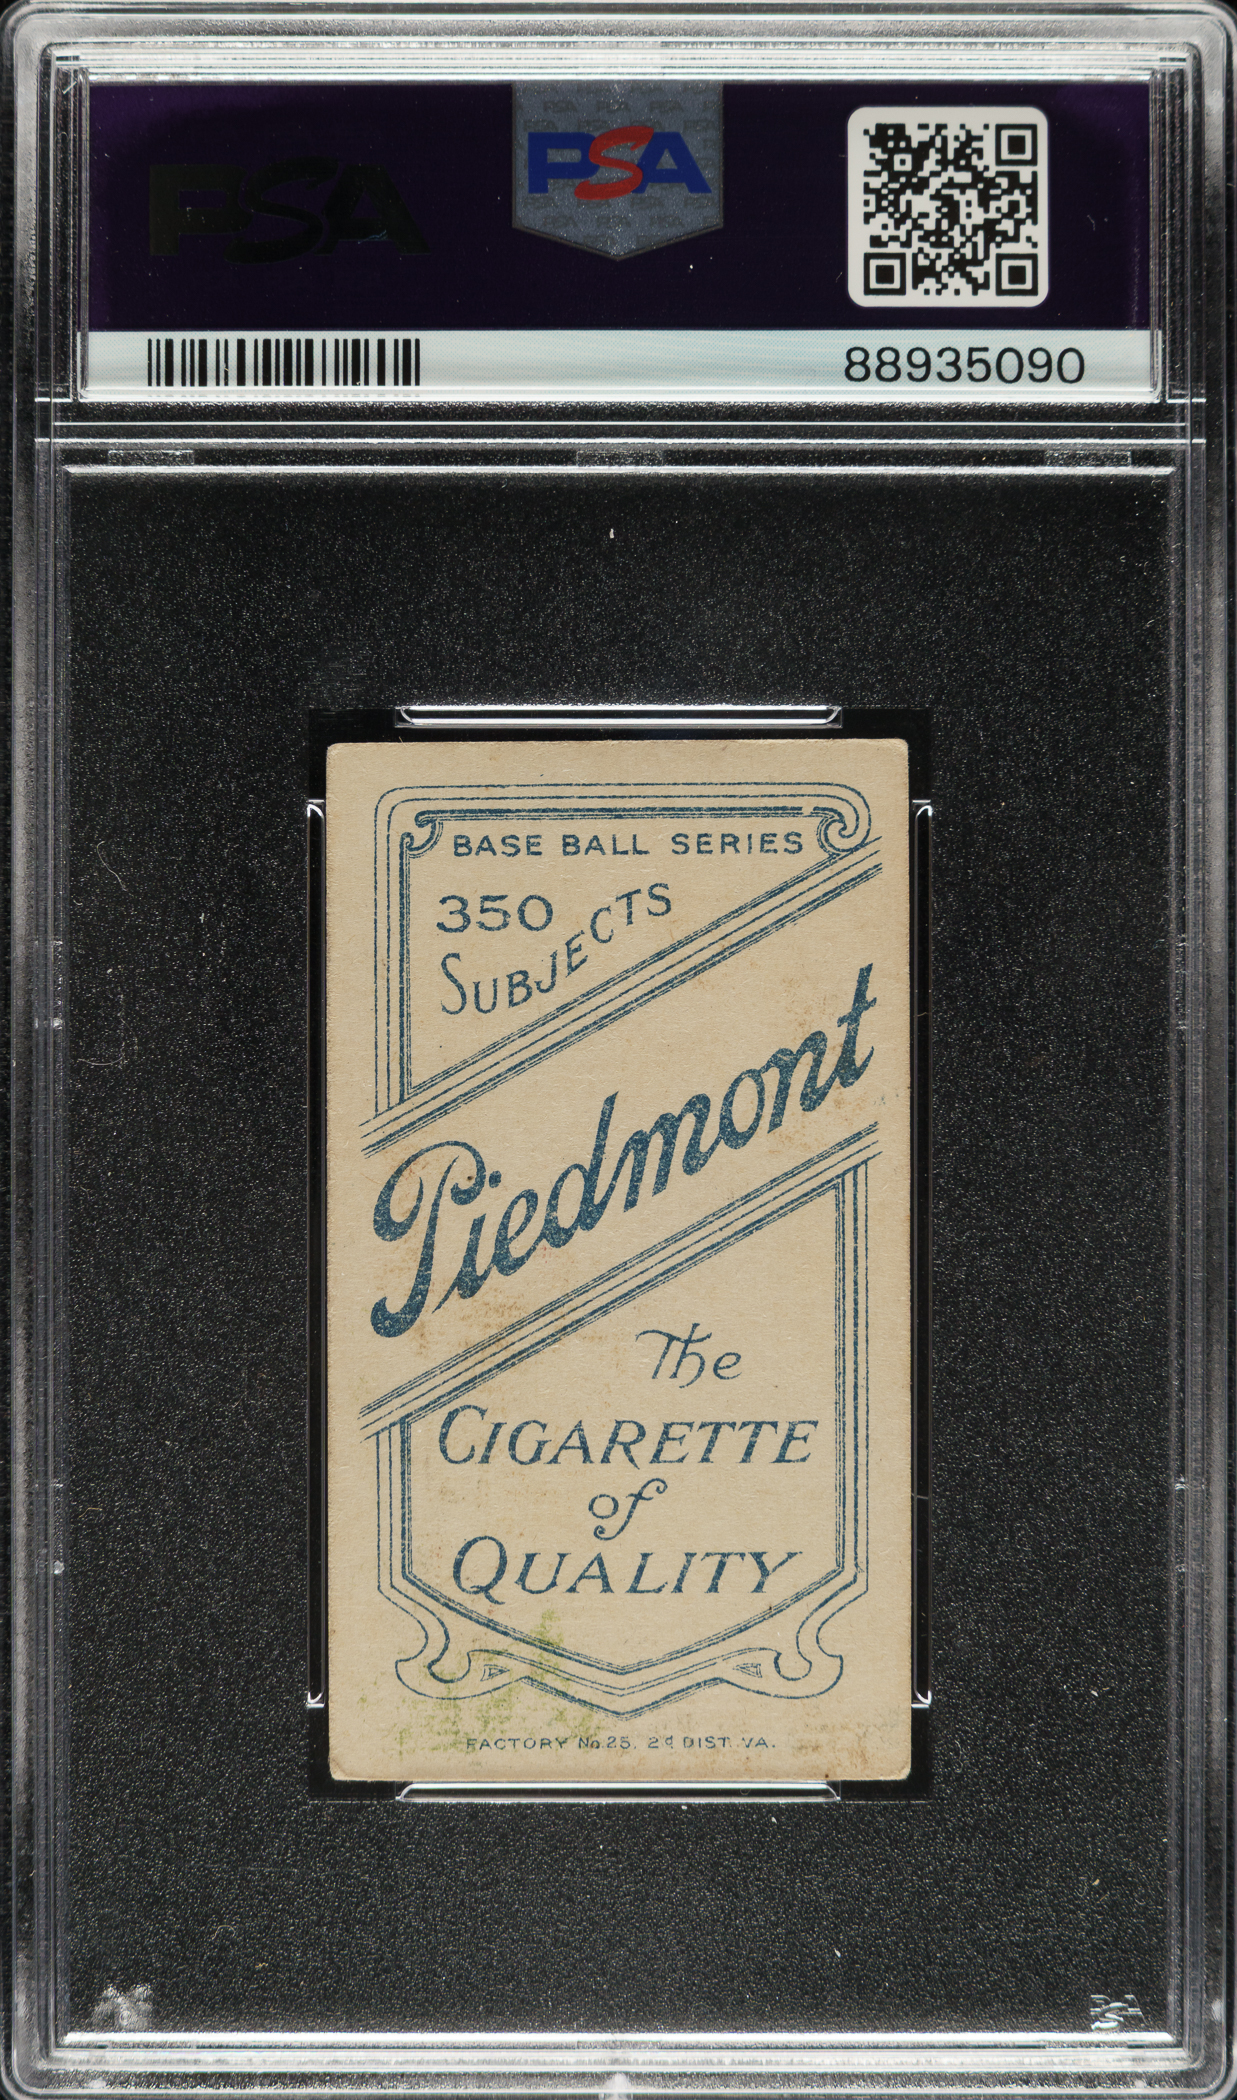 PSA
PSA
88935090
BASE BALL SERIES
350
SUBJECTS
Piedmont
The
CIGARETTE
of
QUALITY
FACTORY No. 25, 2d DIST. VA.
PSA